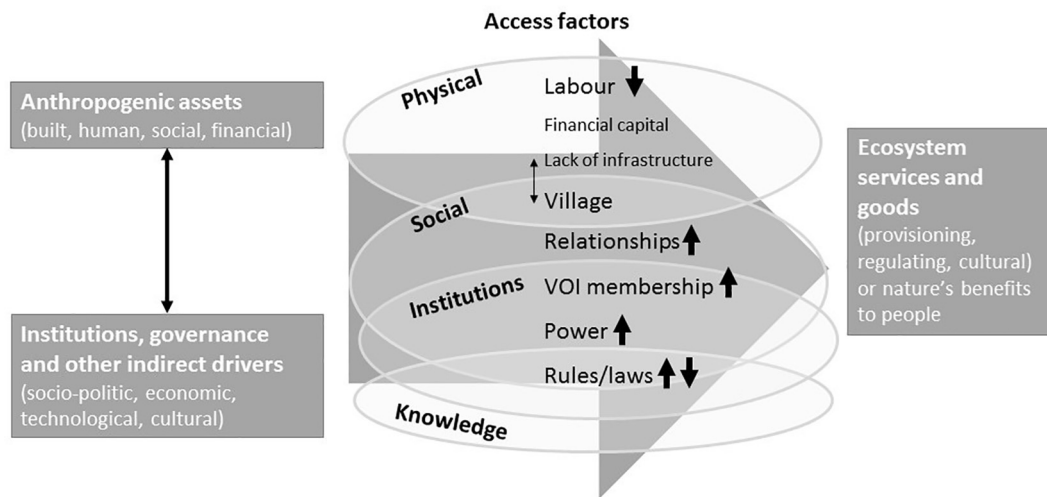 Access factors
Anthropogenic assets
(built, human, social, financial)
Institutions, governance
and other indirect drivers
(socio-politic, economic,
technological, cultural)
Physical
Social
Institutions
Knowledge
Labour
Financial capital
Lack of infrastructure
Village
Relationships
VOI membership
Power
Rules/laws
Ecosystem
services and
goods
(provisioning,
regulating, cultural)
or nature's benefits
to people